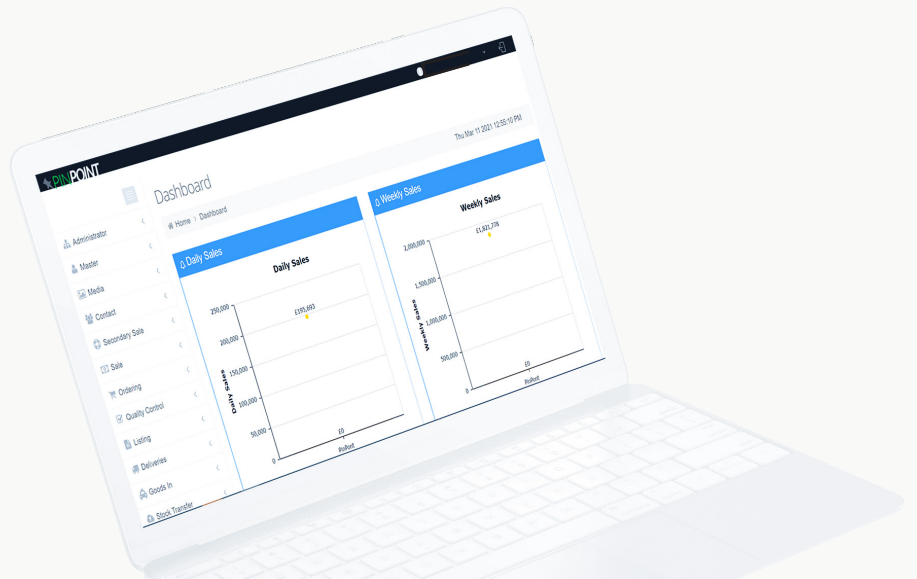 PINPOINT
Thu Mar 11 2021 12:55:10 PM
Dashboard
Home > Dashboard
Administrator
Master
Media
Contact
Secondary Sale
Sale
Ordering
Quality Control
Listing
Deliveries
Goods In
Stock Transfer
Daily Sales
Daily Sales
250,000
200,000
150,000
100,000
50,000
0
Daily Sales
£193,693
£0
PinPoint
Weekly Sales
Weekly Sales
2,000,000
1,500,000
1,000,000
500,000
0
Weekly Sales
£1,821,778
£0
PinPoint